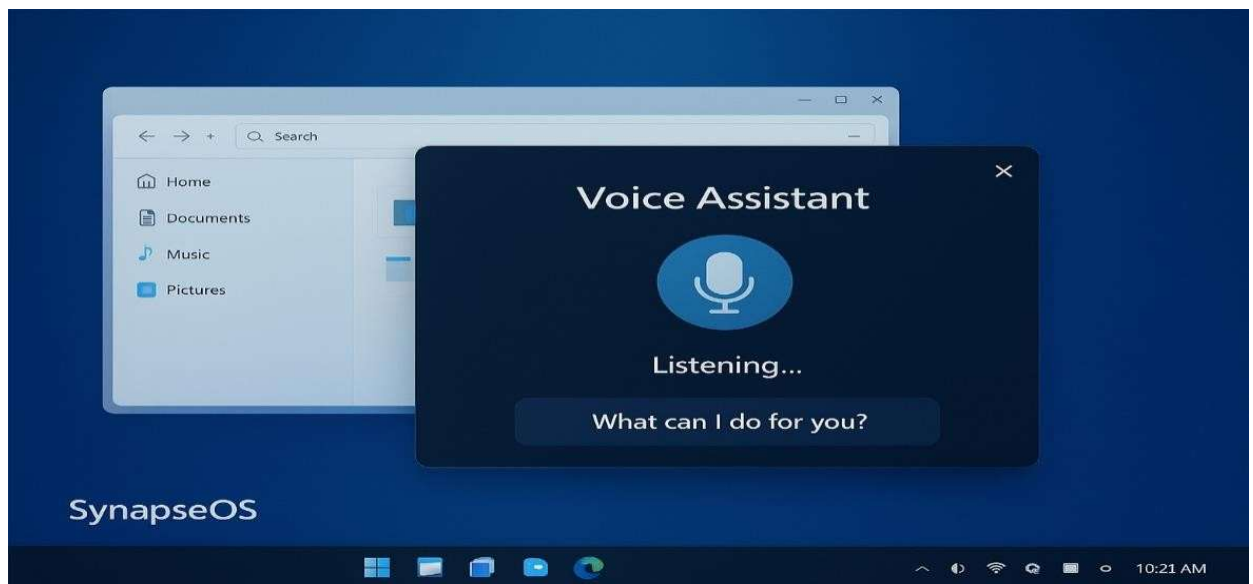 Search
Home
Documents
Music
Pictures
Voice Assistant
Listening...
What can I do for you?
SynapseOS
10:21 AM